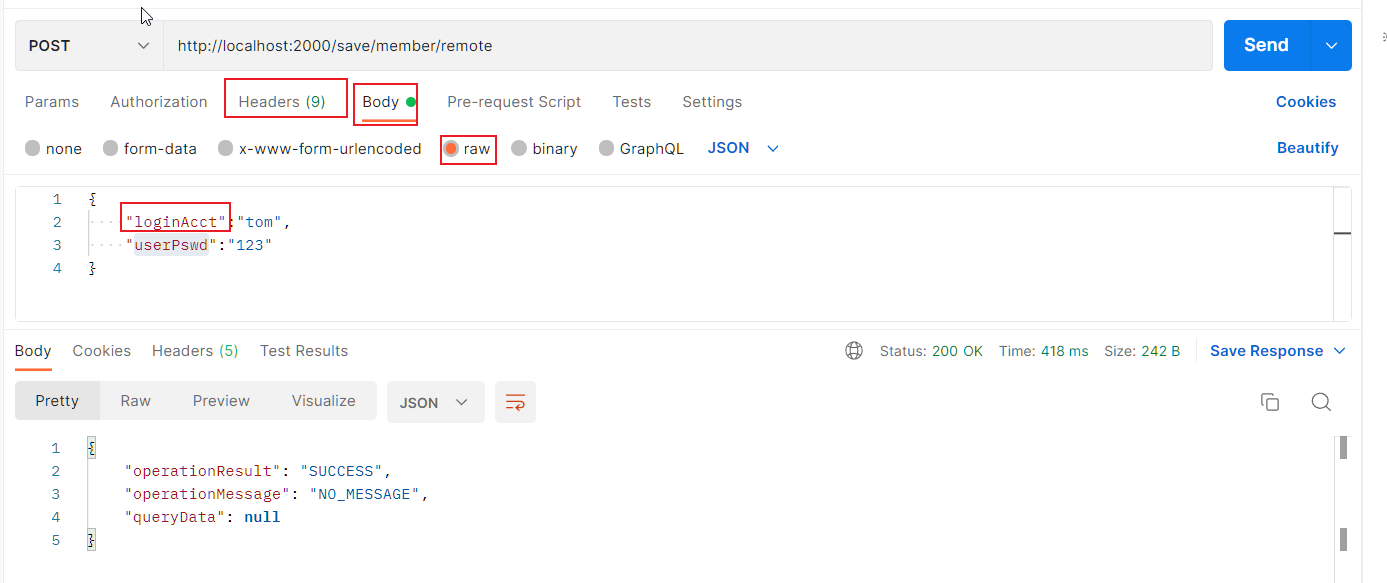 POST http://localhost:2000/save/member/remote Send
Params Authorization Headers (9) Body Pre-request Script Tests Settings Cookies
none form-data x-www-form-urlencoded raw binary GraphQL JSON Beautify
1 {
2 ····"loginAcct":"tom",
3 ····"userPswd":"123"
4 }
Body Cookies Headers (5) Test Results Status: 200 OK Time: 418 ms Size: 242 B Save Response
Pretty Raw Preview Visualize JSON
1 {
2 "operationResult": "SUCCESS",
3 "operationMessage": "NO_MESSAGE",
4 "queryData": null
5 }